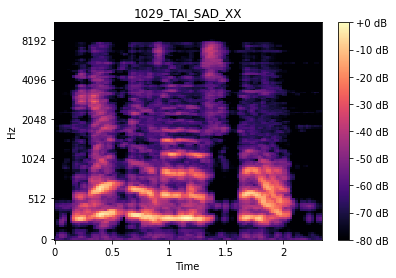 1029_TAI_SAD_XX
8192
4096
2048
1024
512
0
Hz
0
0.5
1
1.5
2
Time
+0 dB
-10 dB
-20 dB
-30 dB
-40 dB
-50 dB
-60 dB
-70 dB
-80 dB